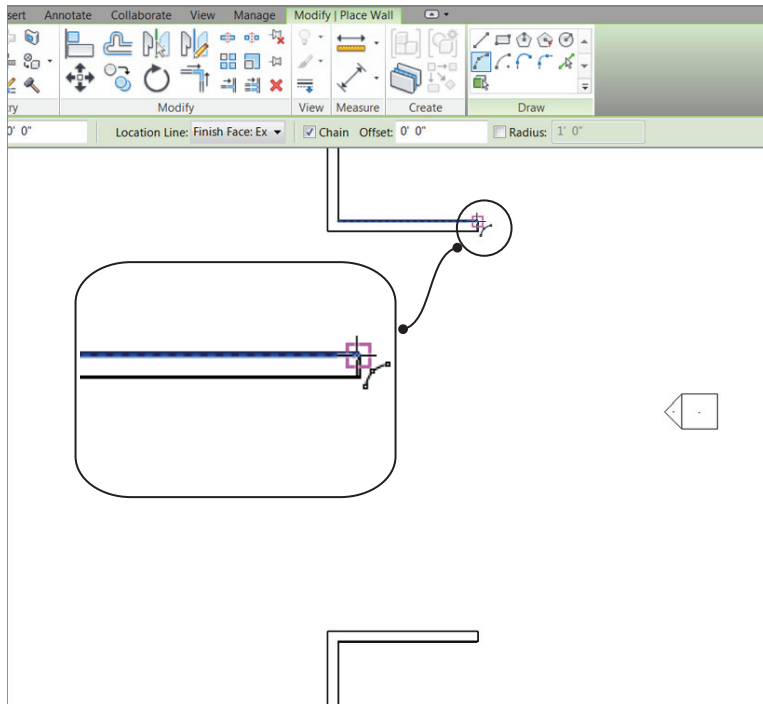 sert Annotate Collaborate View Manage Modify | Place Wall
ry Modify View Measure Create Draw
0' 0" Location Line: Finish Face: Ex Chain Offset: 0' 0" Radius: 1' 0"